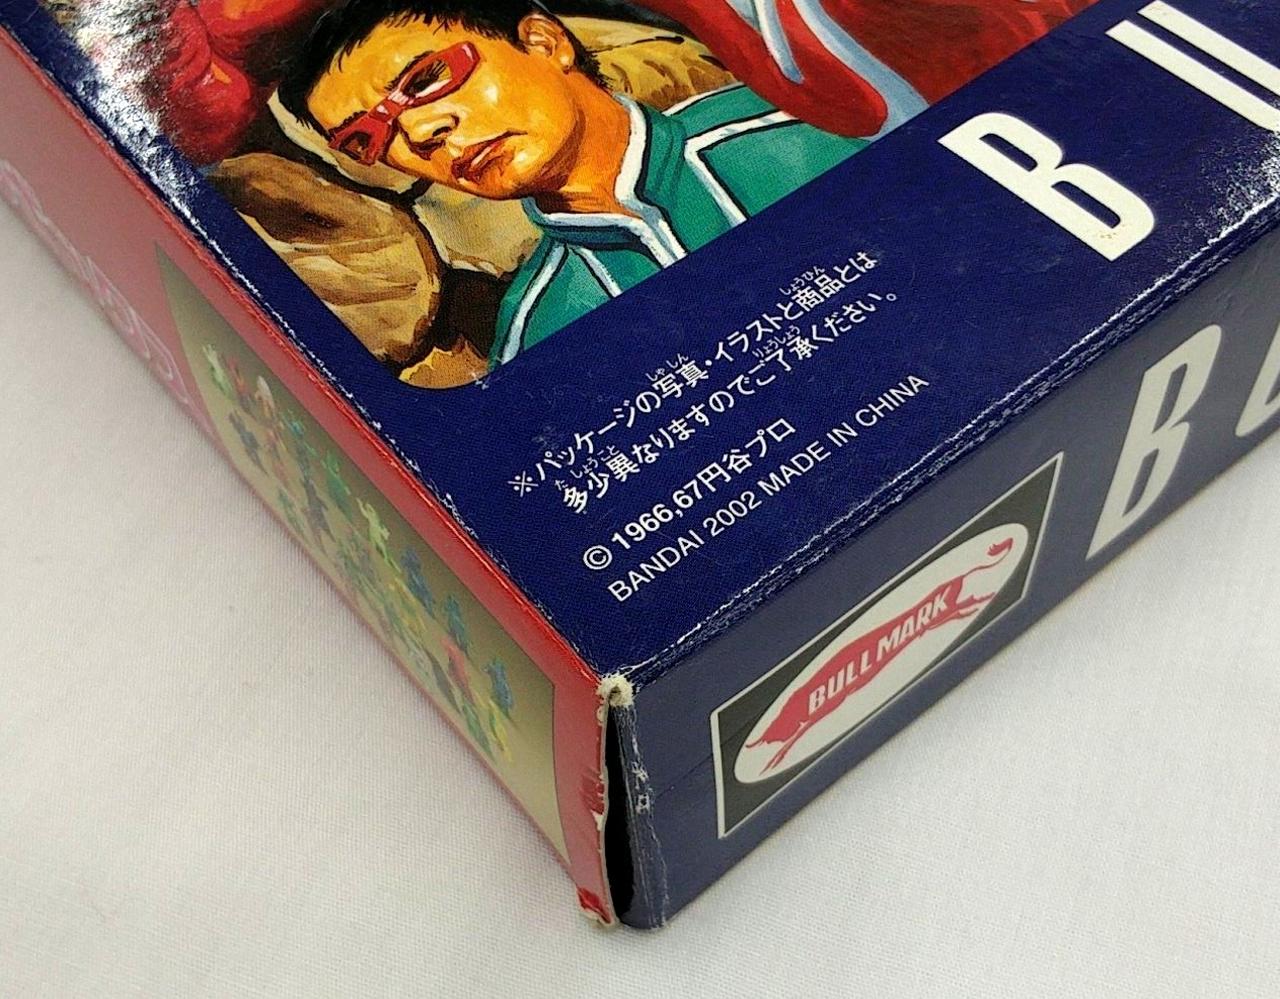 B U
※パッケージの写真・イラストと商品とは
多少異なりますのでご了承ください。
© 1966,67円谷プロ
BANDAI 2002 MADE IN CHINA
B
BULLMARK